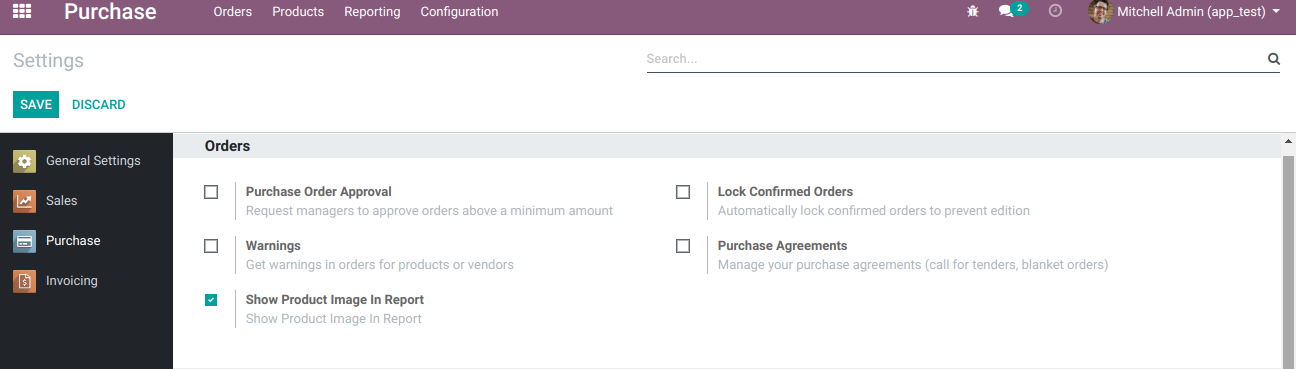 Purchase Orders Products Reporting Configuration 2 Mitchell Admin (app_test)
Settings Search...
SAVE DISCARD
General Settings
Sales
Purchase
Invoicing
Orders
Purchase Order Approval
Request managers to approve orders above a minimum amount
Lock Confirmed Orders
Automatically lock confirmed orders to prevent edition
Warnings
Get warnings in orders for products or vendors
Purchase Agreements
Manage your purchase agreements (call for tenders, blanket orders)
Show Product Image In Report
Show Product Image In Report